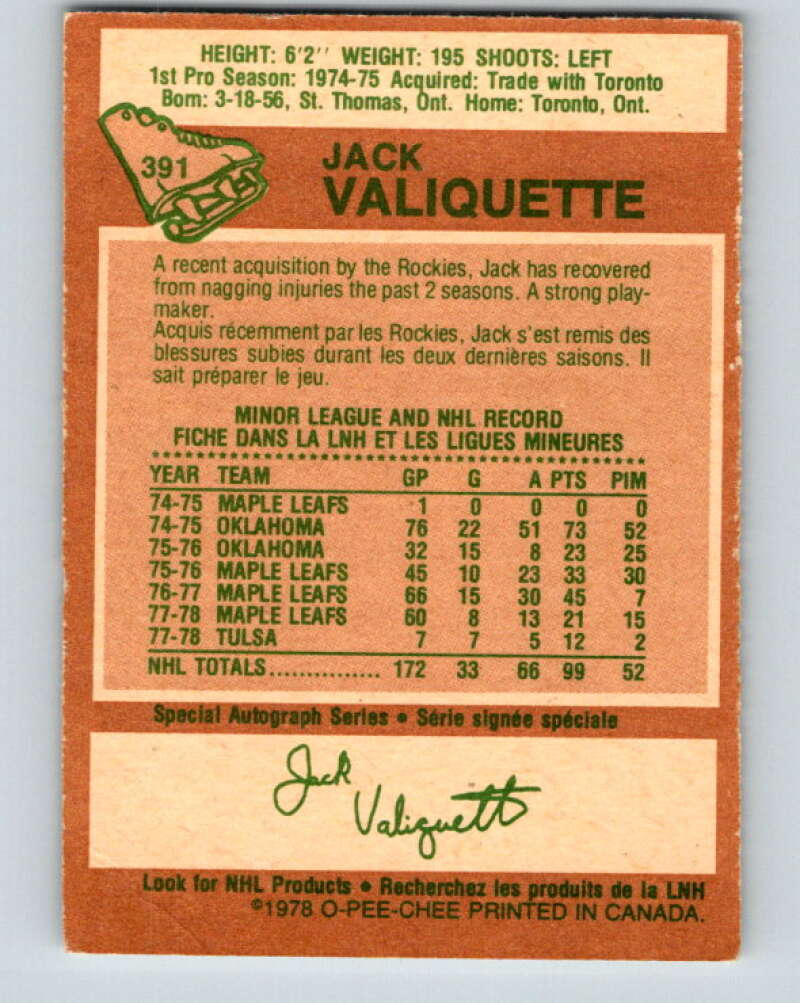 HEIGHT: 6'2'' WEIGHT: 195 SHOOTS: LEFT
1st Pro Season: 1974-75 Acquired: Trade with Toronto
Born: 3-18-56, St. Thomas, Ont. Home: Toronto, Ont.
391
JACK
VALIQUETTE
A recent acquisition by the Rockies, Jack has recovered
from nagging injuries the past 2 seasons. A strong play-
maker.
Acquis récemment par les Rockies, Jack s'est remis des
blessures subies durant les deux dernières saisons. Il
sait préparer le jeu.
MINOR LEAGUE AND NHL RECORD
FICHE DANS LA LNH ET LES LIGUES MINEURES
YEAR TEAM GP G A PTS PIM
74-75 MAPLE LEAFS 1 0 0 0 0
74-75 OKLAHOMA 76 22 51 73 52
75-76 OKLAHOMA 32 15 8 23 25
75-76 MAPLE LEAFS 45 10 23 33 30
76-77 MAPLE LEAFS 66 15 30 45 7
77-78 MAPLE LEAFS 60 8 13 21 15
77-78 TULSA 7 7 5 12 2
NHL TOTALS............... 172 33 66 99 52
Special Autograph Series • Série signée spéciale
Jack
Valiquette
Look for NHL Products • Recherchez les produits de la LNH
©1978 O-PEE-CHEE PRINTED IN CANADA.